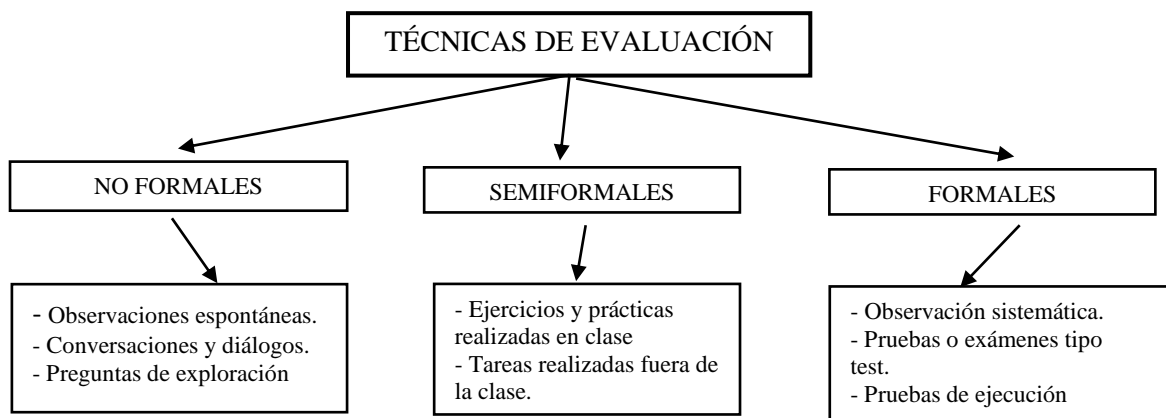 TÉCNICAS DE EVALUACIÓN
NO FORMALES
SEMIFORMALES
FORMALES
- Observaciones espontáneas.
- Conversaciones y diálogos.
- Preguntas de exploración
- Ejercicios y prácticas
realizadas en clase
- Tareas realizadas fuera de
la clase.
- Observación sistemática.
- Pruebas o exámenes tipo
test.
- Pruebas de ejecución